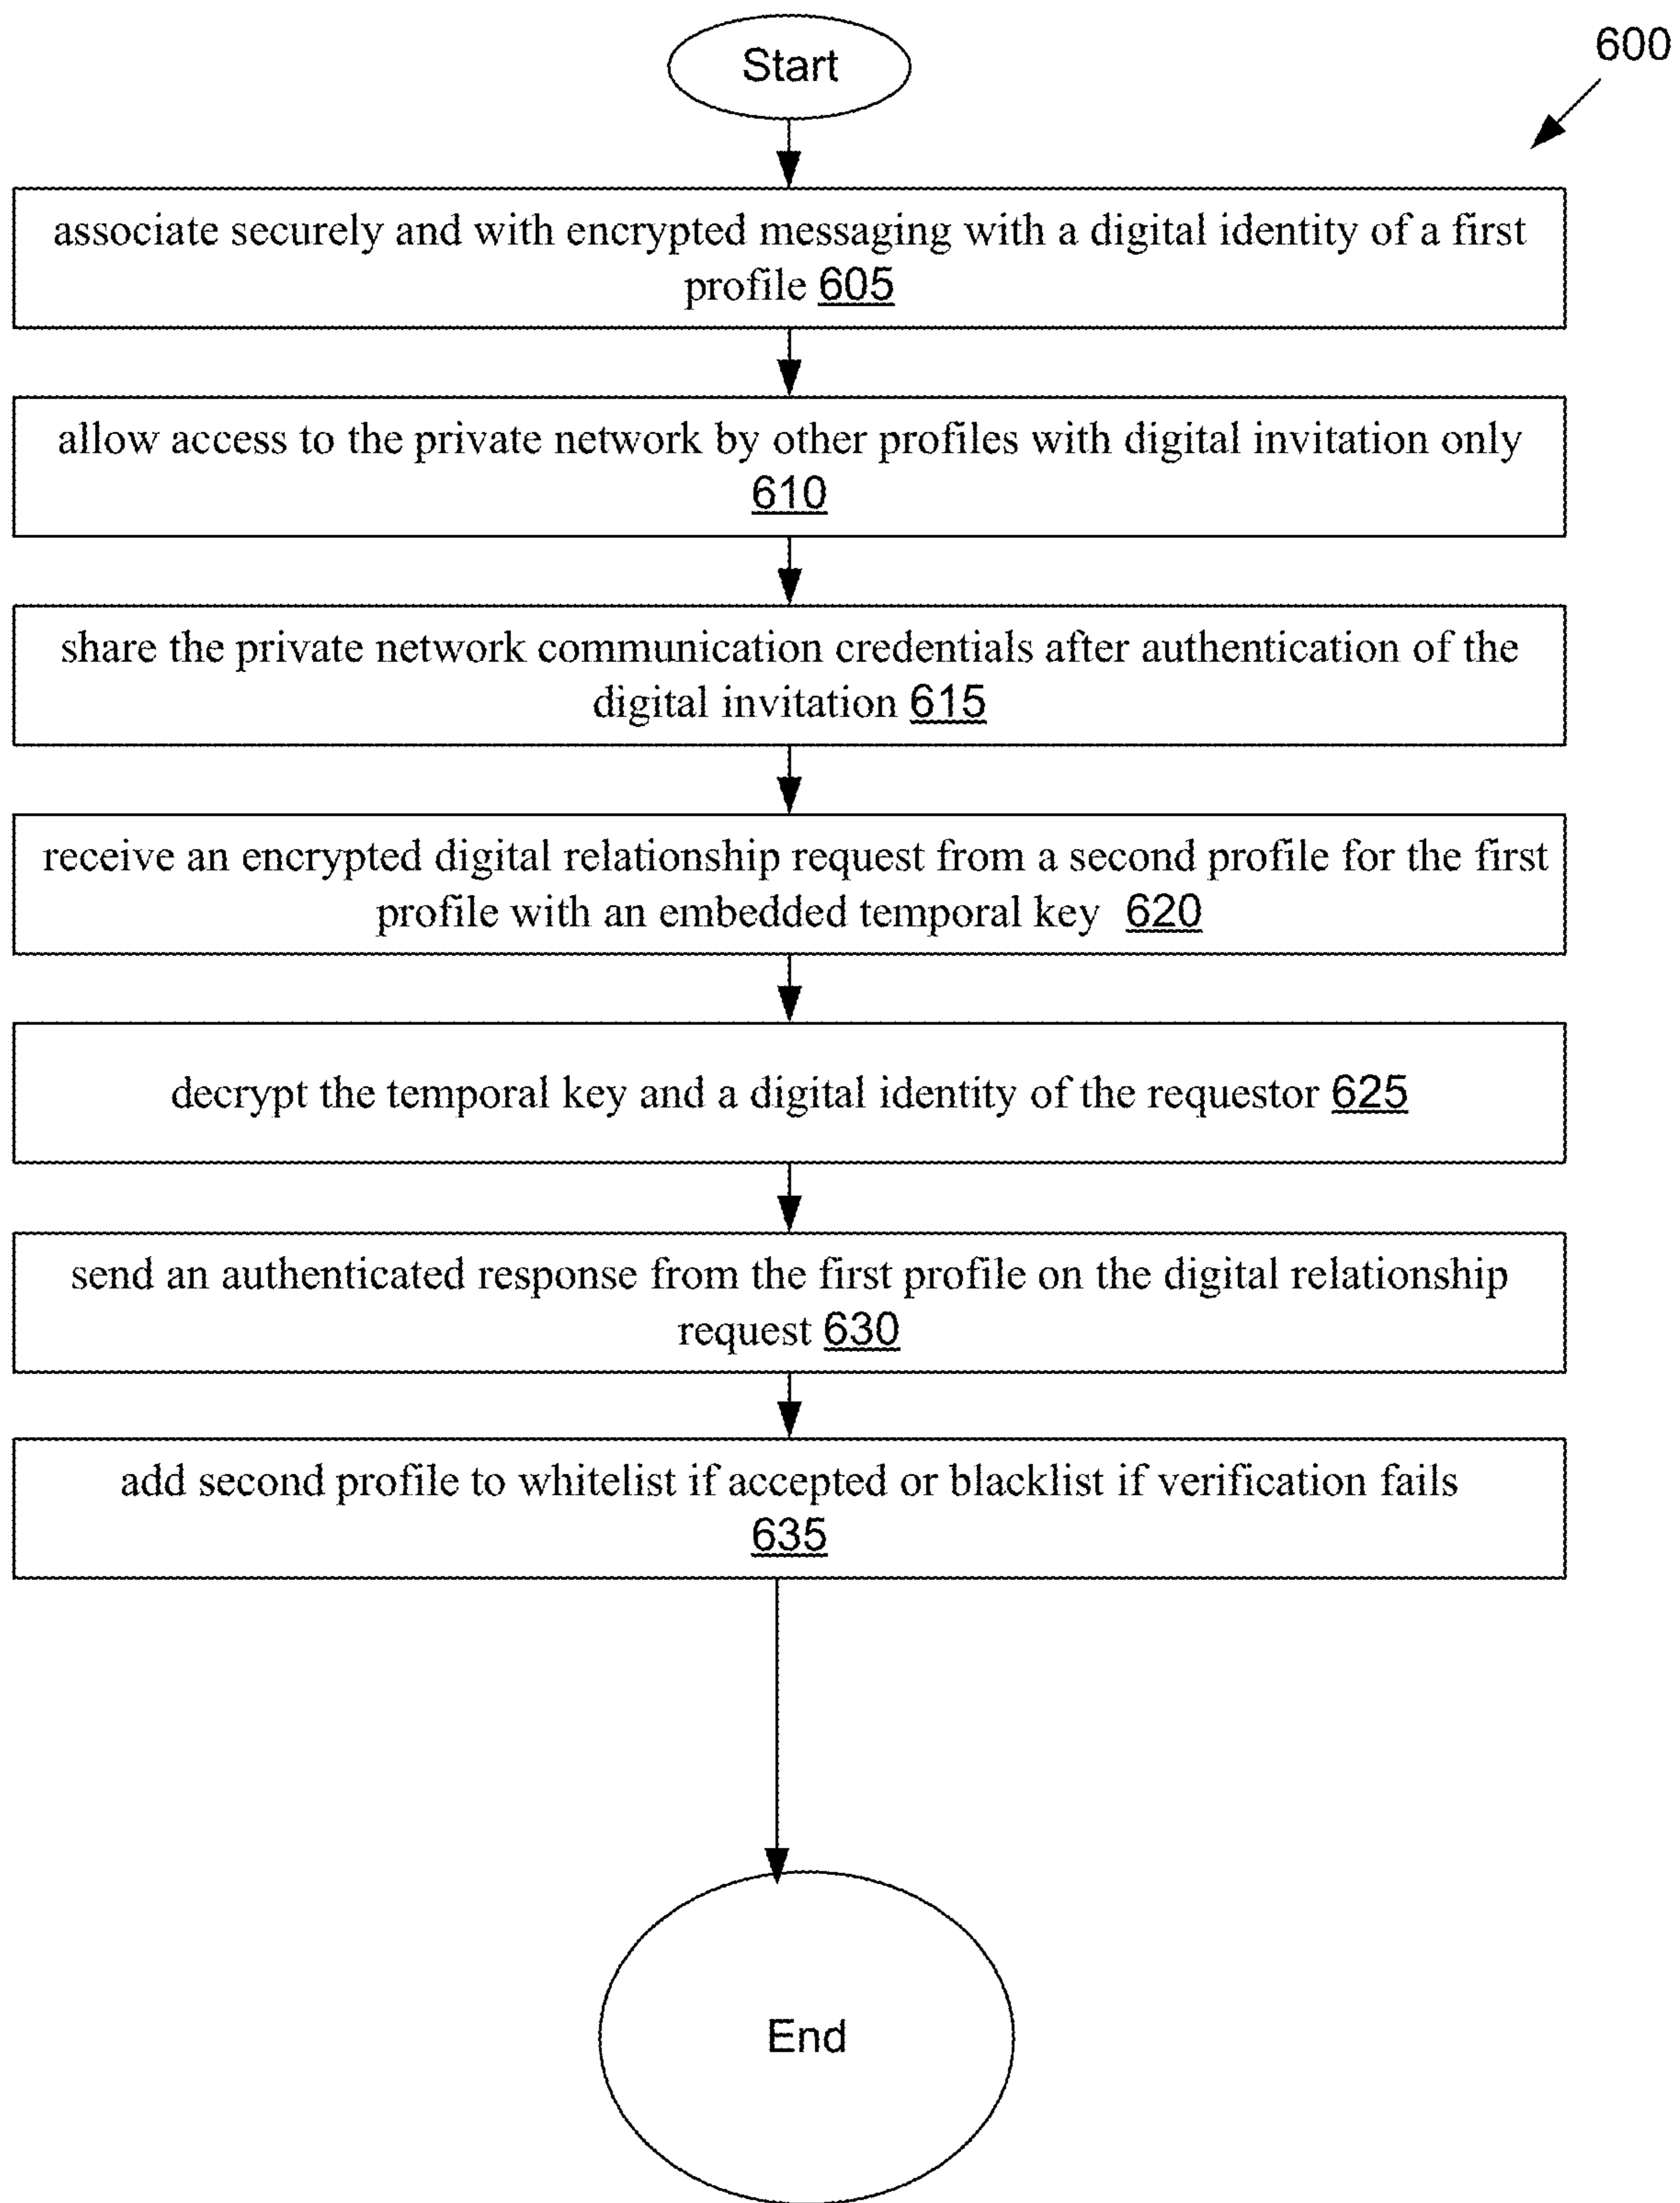 Start
600
associate securely and with encrypted messaging with a digital identity of a first
profile 605
allow access to the private network by other profiles with digital invitation only
610
share the private network communication credentials after authentication of the
digital invitation 615
receive an encrypted digital relationship request from a second profile for the first
profile with an embedded temporal key 620
decrypt the temporal key and a digital identity of the requestor 625
send an authenticated response from the first profile on the digital relationship
request 630
add second profile to whitelist if accepted or blacklist if verification fails
635
End